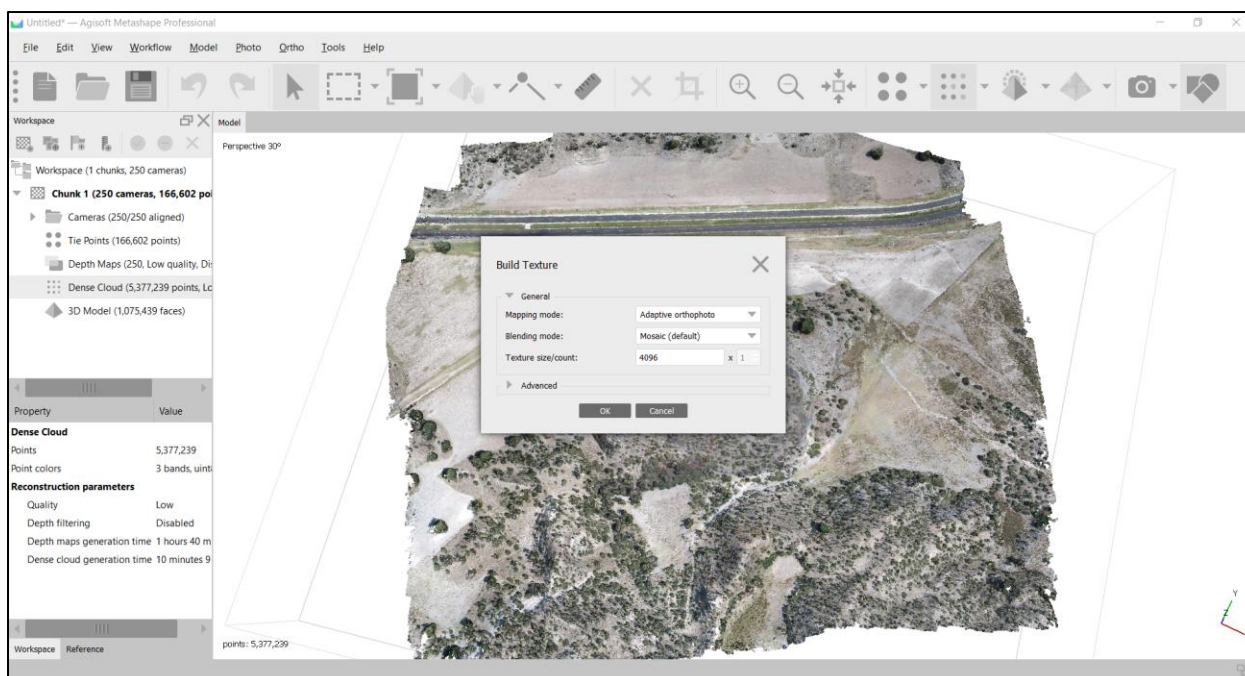 Untitled* — Agisoft Metashape Professional
File Edit View Workflow Model Photo Ortho Tools Help
Workspace
Model
Perspective 30°
Workspace (1 chunks, 250 cameras)
Chunk 1 (250 cameras, 166,602 poi
Cameras (250/250 aligned)
Tie Points (166,602 points)
Depth Maps (250, Low quality, Dis
Dense Cloud (5,377,239 points, Lo
3D Model (1,075,439 faces)
Build Texture
General
Mapping mode: Adaptive orthophoto
Blending mode: Mosaic (default)
Texture size/count: 4096 x 1
Advanced
OK Cancel
Property Value
Dense Cloud
Points 5,377,239
Point colors 3 bands, uint
Reconstruction parameters
Quality Low
Depth filtering Disabled
Depth maps generation time 1 hours 40 m
Dense cloud generation time 10 minutes 9
Workspace Reference
points: 5,377,239
Y
Z